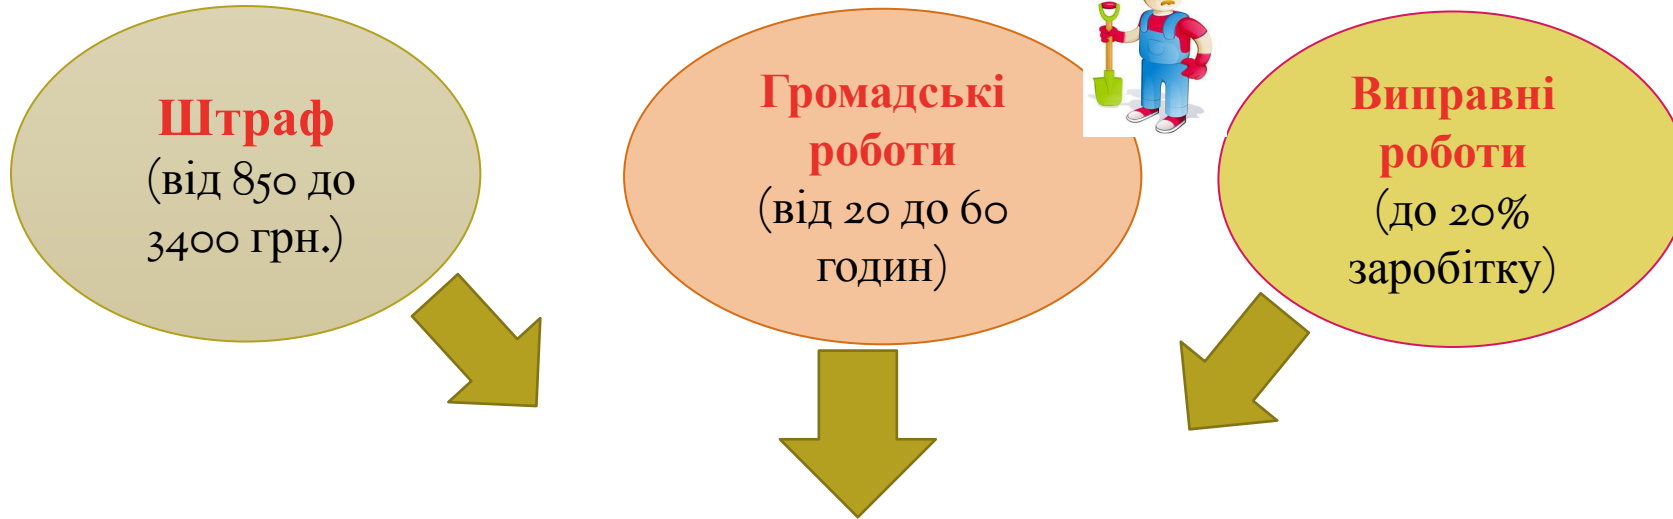 Штраф
(від 850 до
3400 грн.)
Громадські
роботи
(від 20 до 60
годин)
Виправні
роботи
(до 20%
заробітку)